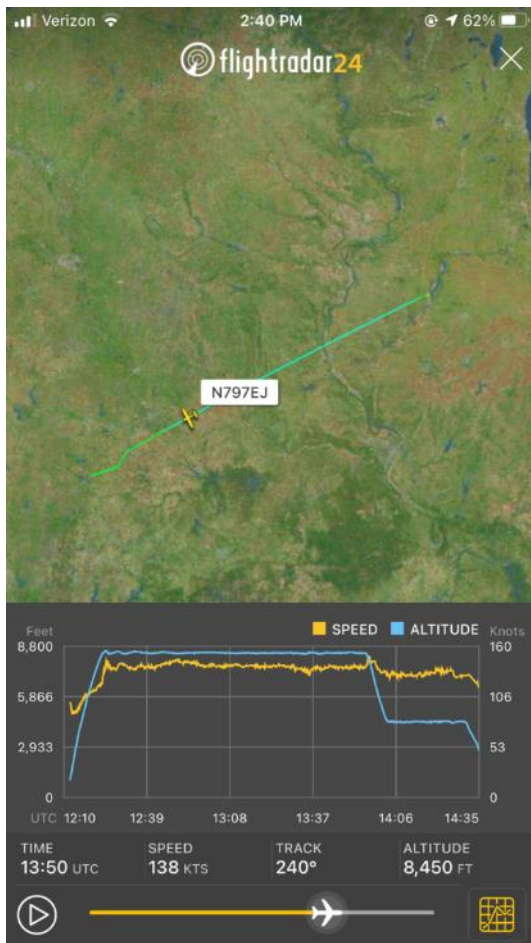 Verizon 2:40 PM 62%
flightradar24
N797EJ
SPEED ALTITUDE
Feet Knots
8,800 160
5,866 106
2,933 53
0 0
UTC 12:10 12:39 13:08 13:37 14:06 14:35
TIME SPEED TRACK ALTITUDE
13:50 UTC 138 KTS 240° 8,450 FT